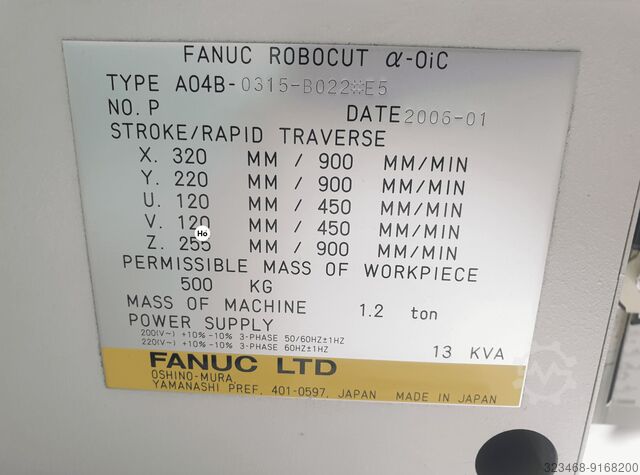 FANUC ROBOCUT α-0iC
TYPE A04B-0315-B022#E5
NO. P DATE 2006-01
STROKE/RAPID TRAVERSE
X. 320 MM / 900 MM/MIN
Y. 220 MM / 900 MM/MIN
U. 120 MM / 450 MM/MIN
V. 120 MM / 450 MM/MIN
Z. 255 MM / 900 MM/MIN
Ho
PERMISSIBLE MASS OF WORKPIECE
500 KG
MASS OF MACHINE 1.2 ton
POWER SUPPLY
200(V~) +10% -10% 3-PHASE 50/60HZ±1HZ
220(V~) +10% -10% 3-PHASE 60HZ±1HZ 13 KVA
FANUC LTD
OSHINO-MURA,
YAMANASHI PREF. 401-0597, JAPAN MADE IN JAPAN
323468-9168200